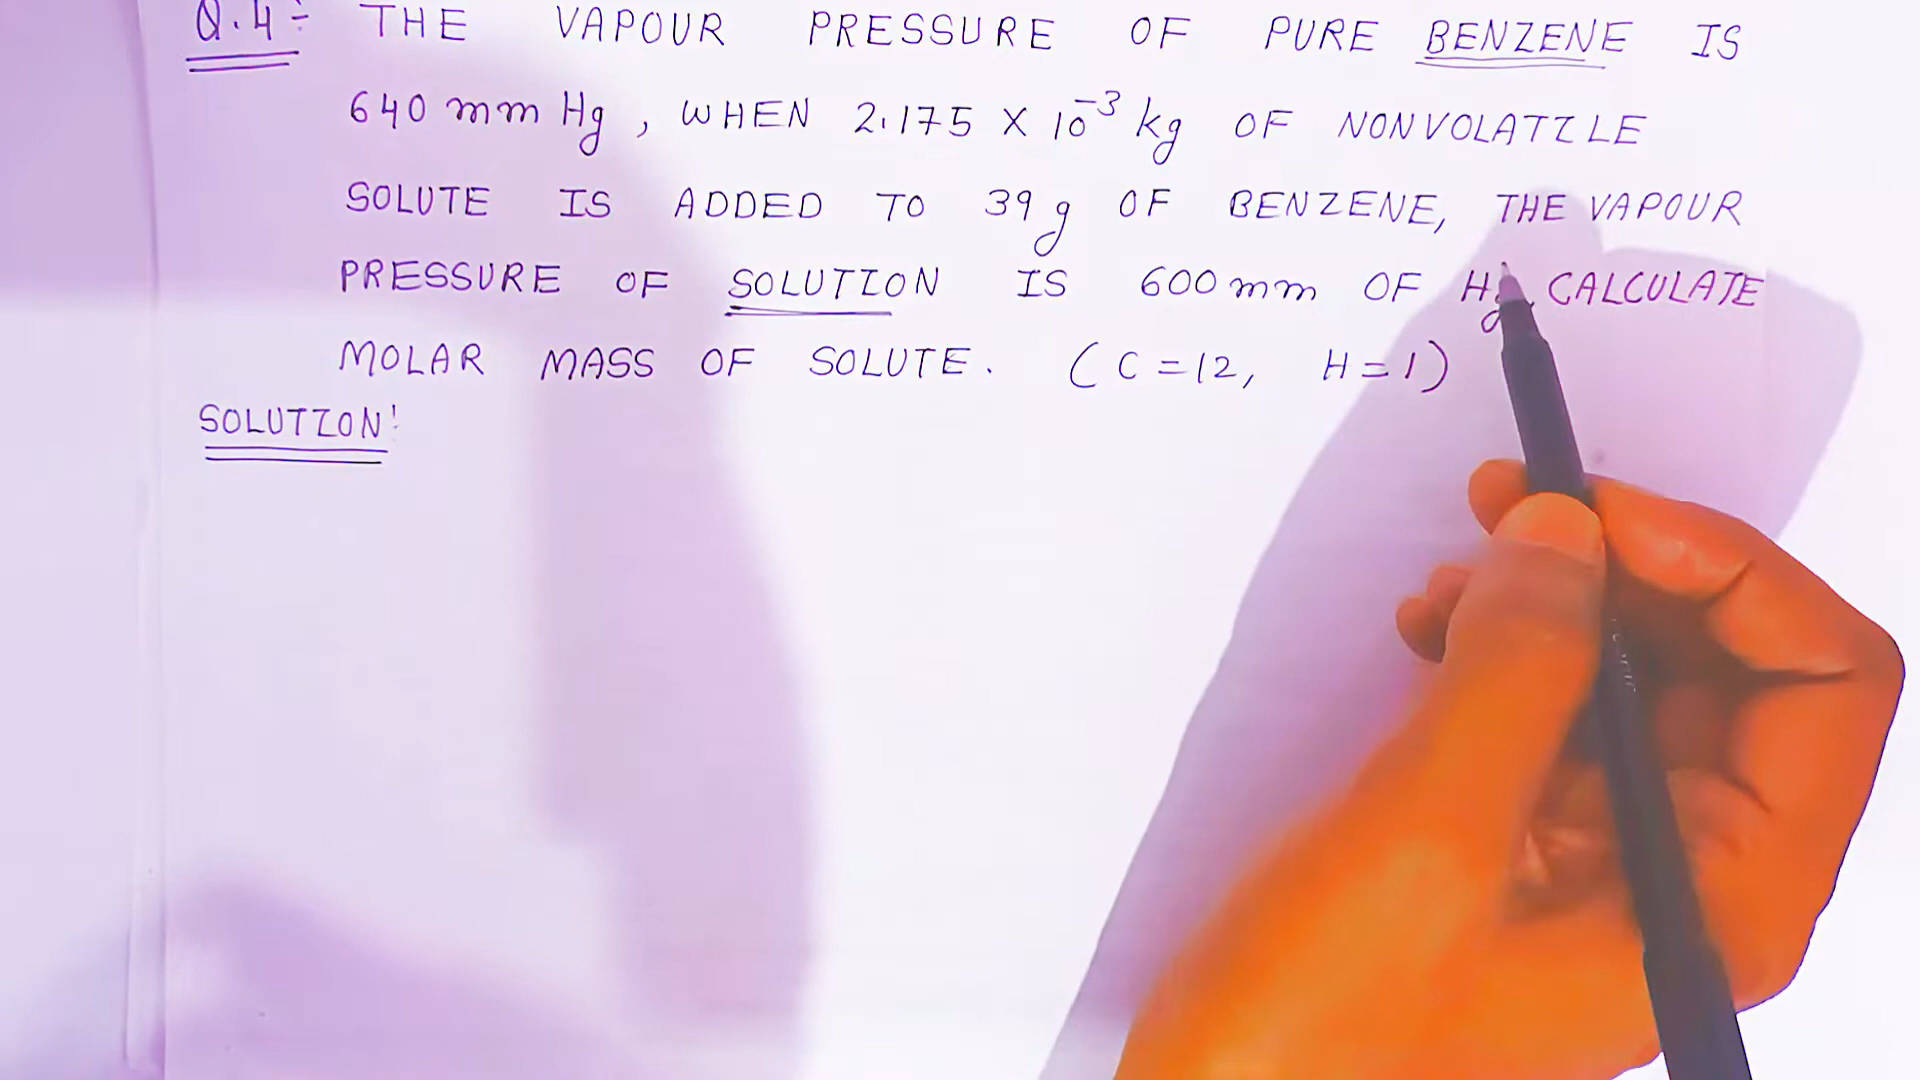 Q.4:- THE VAPOUR PRESSURE OF PURE BENZENE IS
640 mm Hg, WHEN 2.175 X 10⁻³ kg OF NONVOLATILE
SOLUTE IS ADDED TO 39 g OF BENZENE, THE VAPOUR
PRESSURE OF SOLUTION IS 600 mm OF Hg. CALCULATE
MOLAR MASS OF SOLUTE. (C = 12, H = 1)
SOLUTION: